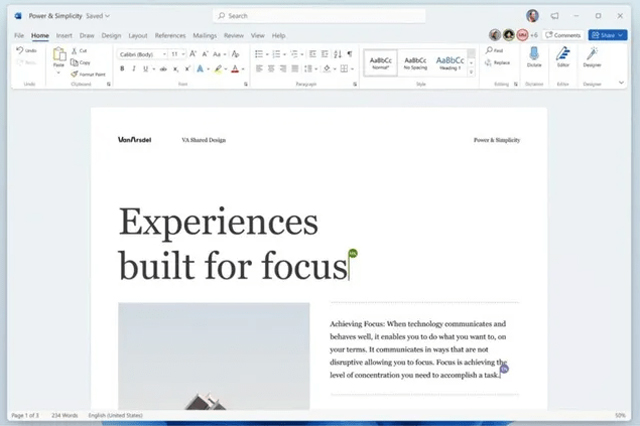 Power & Simplicity Saved
Search
File Home Insert Draw Design Layout References Mailings Review View Help
+6 Comments Share
Undo
Paste
Cut
Copy
Format Paint
Calibri (Body) 11
AaBbCc AaBbCc AaBbCc
Normal No Spacing Heading 1
Find
Replace
Dictate Editor Designer
Undo Clipboard Font Paragraph Style Editing Dictation Editor Designer
VanArsdel VA Shared Design Power & Simplicity
Experiences
built for focus
Achieving Focus: When technology communicates and
behaves well, it enables you to do what you want to, on
your terms. It communicates in ways that are not
disruptive allowing you to focus. Focus is achieving the
level of concentration you need to accomplish a task.
Page 1 of 3 234 Words English (United States) 50%